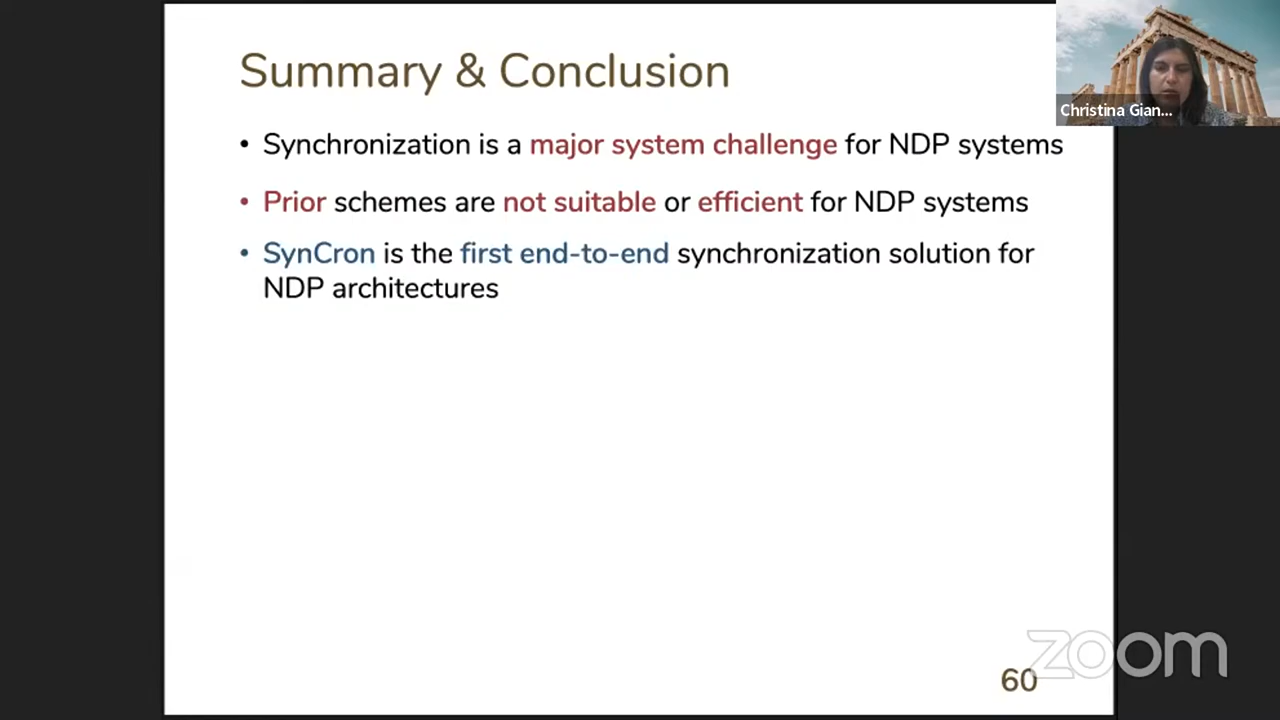 Summary & Conclusion
• Synchronization is a major system challenge for NDP systems
• Prior schemes are not suitable or efficient for NDP systems
• SynCron is the first end-to-end synchronization solution for
NDP architectures
60
Christina Gian...
zoom